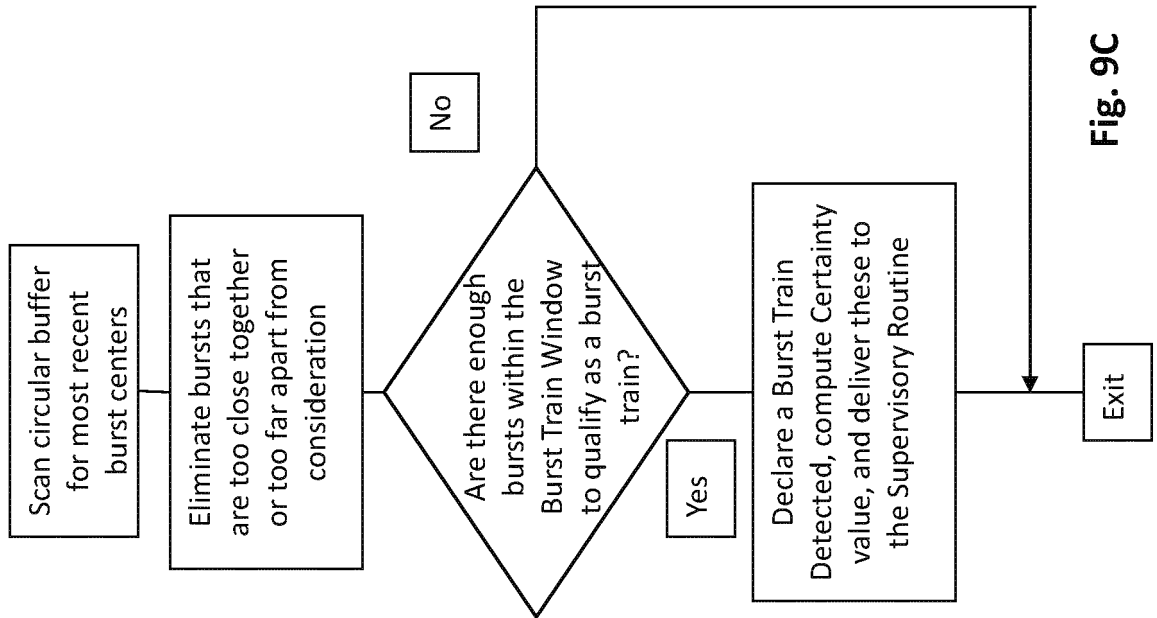 Scan circular buffer
for most recent
burst centers
Eliminate bursts that
are too close together
or too far apart from
consideration
Are there enough
bursts within the
Burst Train Window
to qualify as a burst
train?
No
Yes
Declare a Burst Train
Detected, compute Certainty
value, and deliver these to
the Supervisory Routine
Exit
Fig. 9C